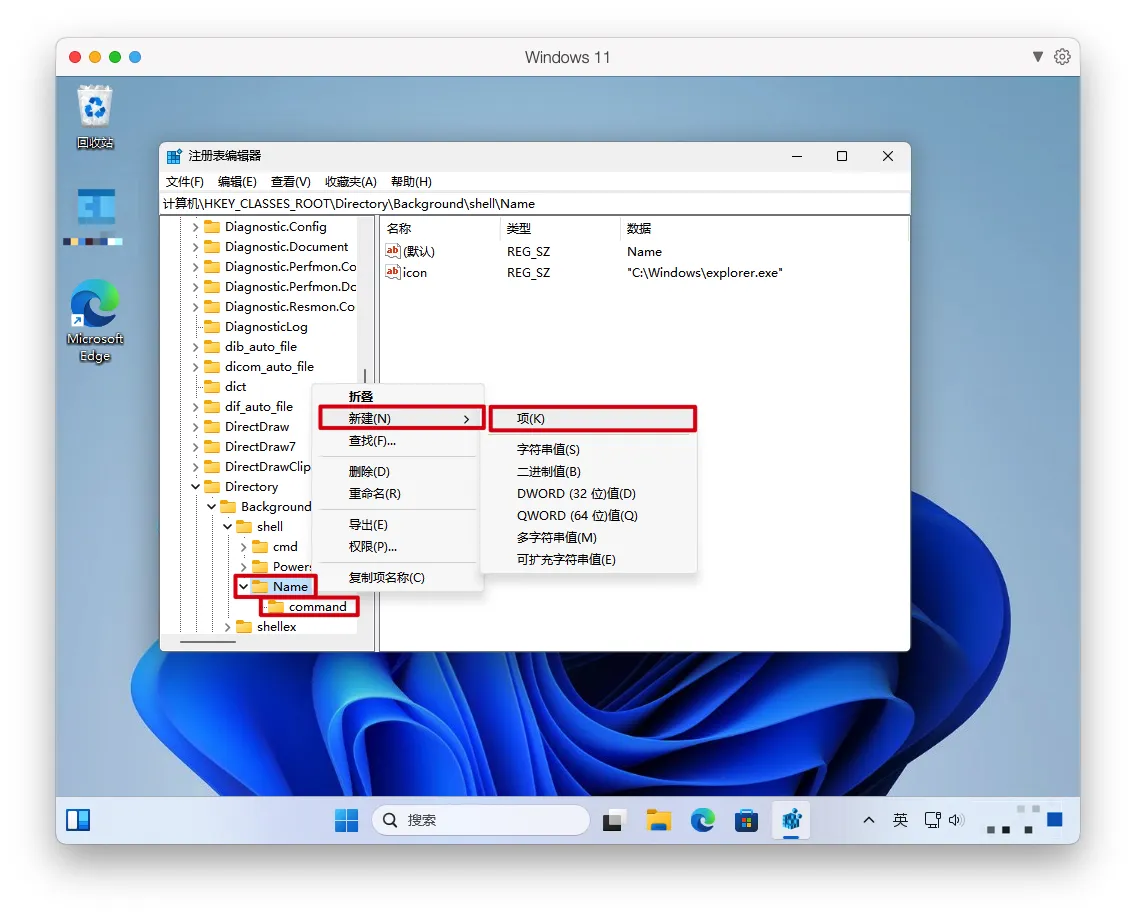 Windows 11
回收站
Microsoft
Edge
注册表编辑器
文件(F) 编辑(E) 查看(V) 收藏夹(A) 帮助(H)
计算机\HKEY_CLASSES_ROOT\Directory\Background\shell\Name
Diagnostic.Config
Diagnostic.Document
Diagnostic.Perfmon.Co
Diagnostic.Perfmon.Dc
Diagnostic.Resmon.Co
DiagnosticLog
dib_auto_file
dicom_auto_file
dict
dif_auto_file
DirectDraw
DirectDraw7
DirectDrawClip
Directory
Background
shell
cmd
Powers
Name
command
shellex
名称 类型 数据
ab (默认) REG_SZ Name
ab icon REG_SZ "C:\Windows\explorer.exe"
折叠
新建(N)
查找(F)...
删除(D)
重命名(R)
导出(E)
权限(P)...
复制项名称(C)
项(K)
字符串值(S)
二进制值(B)
DWORD (32 位)值(D)
QWORD (64 位)值(Q)
多字符串值(M)
可扩充字符串值(E)
搜索
英